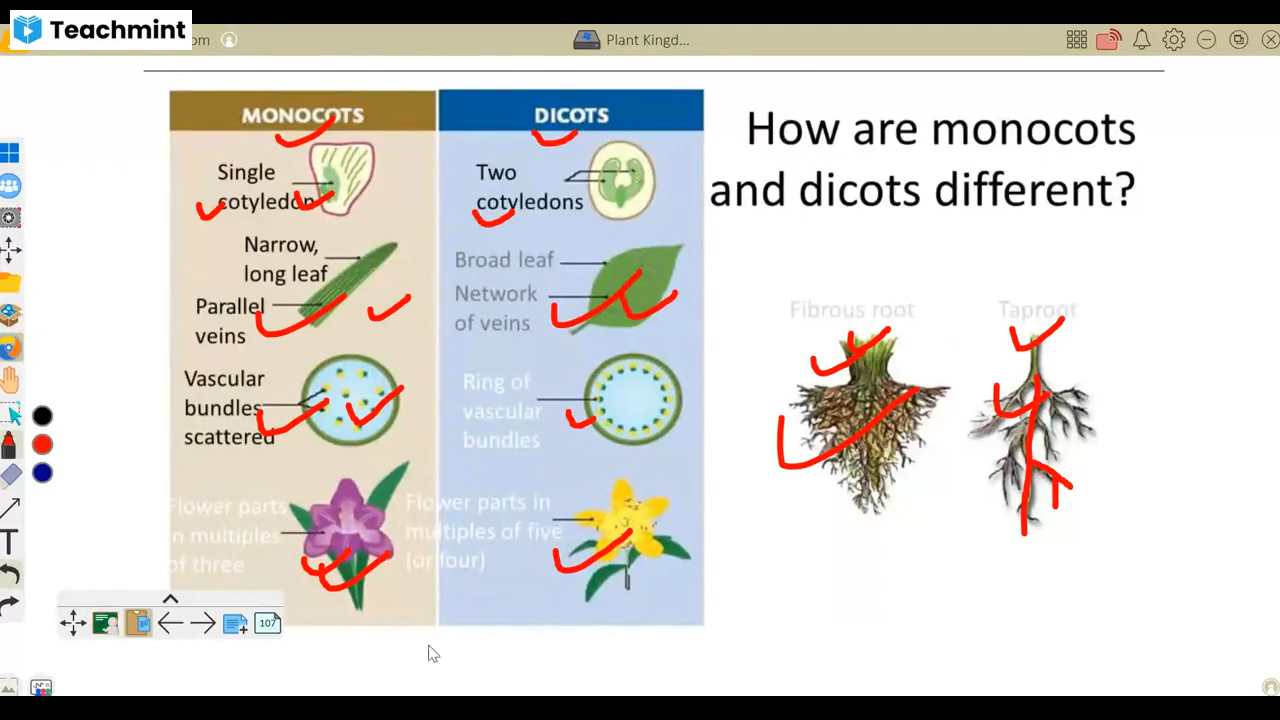 Teachmint
om
Plant Kingd...
MONOCOTS
DICOTS
How are monocots
and dicots different?
Single
cotyledon
Two
cotyledons
Narrow,
long leaf
Parallel
veins
Broad leaf
Network
of veins
Fibrous root
Taproot
Vascular
bundles
scattered
Ring of
vascular
bundles
Flower parts
in multiples
of three
Flower parts in
multiples of five
(or four)
107